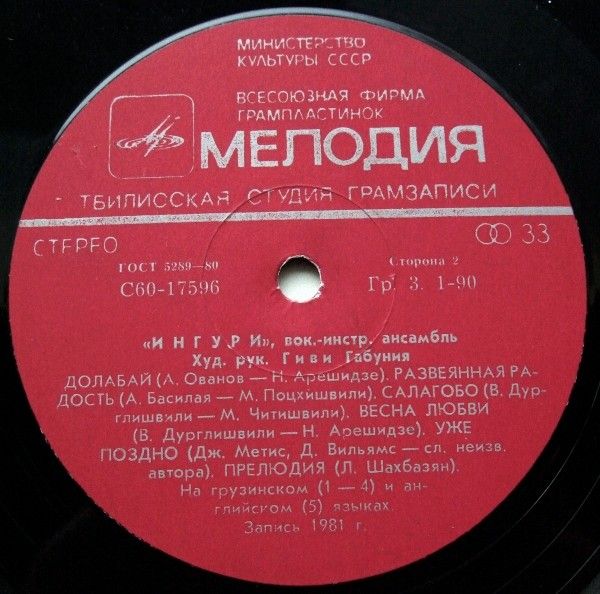 МИНИСТЕРСТВО
КУЛЬТУРЫ СССР
ВСЕСОЮЗНАЯ ФИРМА
ГРАМПЛАСТИНОК
МЕЛОДИЯ
ТБИЛИССКАЯ СТУДИЯ ГРАМЗАПИСИ
СТЕРЕО
33
ГОСТ 5289—80
Сторона 2
С60-17596
Гр. 3. 1-90
«ИНГУРИ», вок.-инстр. ансамбль
Худ. рук. Гиви Габуния
ДОЛАБАЙ (А. Ованов — Н. Арешидзе). РАЗВЕЯННАЯ РА-
ДОСТЬ (А. Басилая — М. Поцхишвили). САЛАГОБО (В. Дур-
глишвили — М. Читишвили). ВЕСНА ЛЮБВИ
(В. Дурглишвили — Н. Арешидзе). УЖЕ
ПОЗДНО (Дж. Метис, Д. Вильямс — сл. неизв.
автора). ПРЕЛЮДИЯ (Л. Шахбазян).
На грузинском (1 — 4) и ан-
глийском (5) языках.
Запись 1981 г.